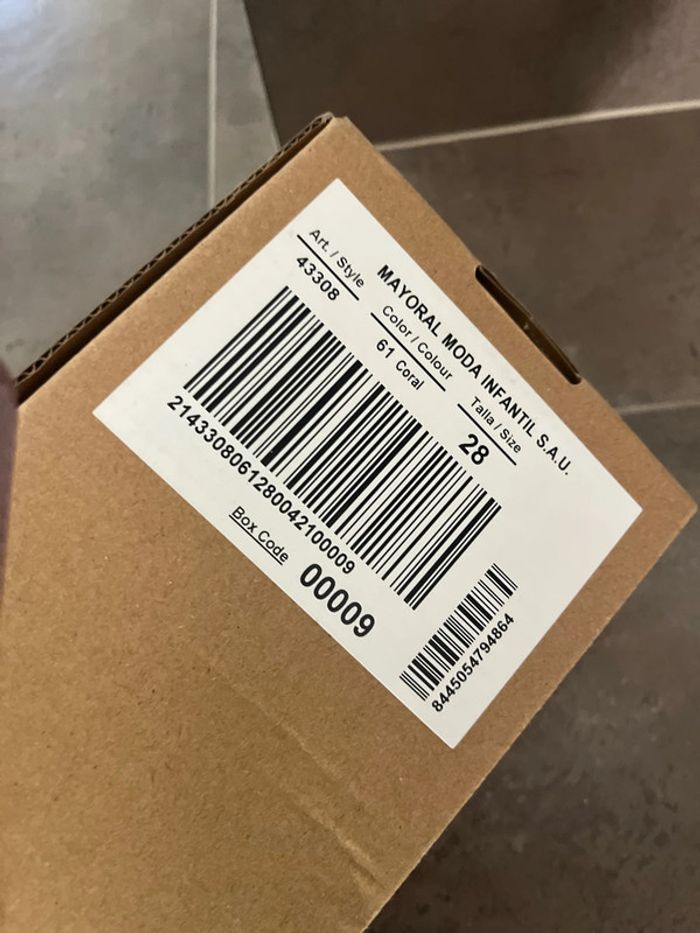 MAYORAL MODA INFANTIL S.A.U.
Art. / Style
43308
Color / Colour
61 Coral
Talla / Size
28
2143308061280042100009
Box Code
00009
8445054794864